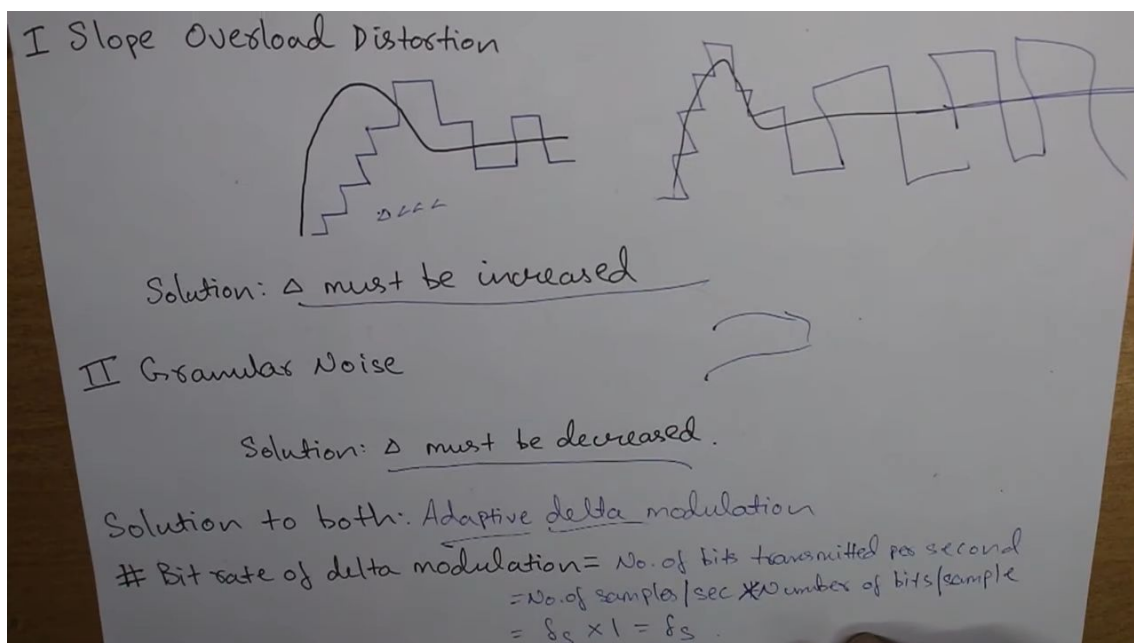 I Slope Overload Distortion
Δ<<<
Solution: Δ must be increased
II Granular Noise
Solution: Δ must be decreased.
Solution to both: Adaptive delta modulation
# Bit rate of delta modulation = No. of bits transmitted per second
= No. of samples/sec * Number of bits/sample
= fs × 1 = fs.